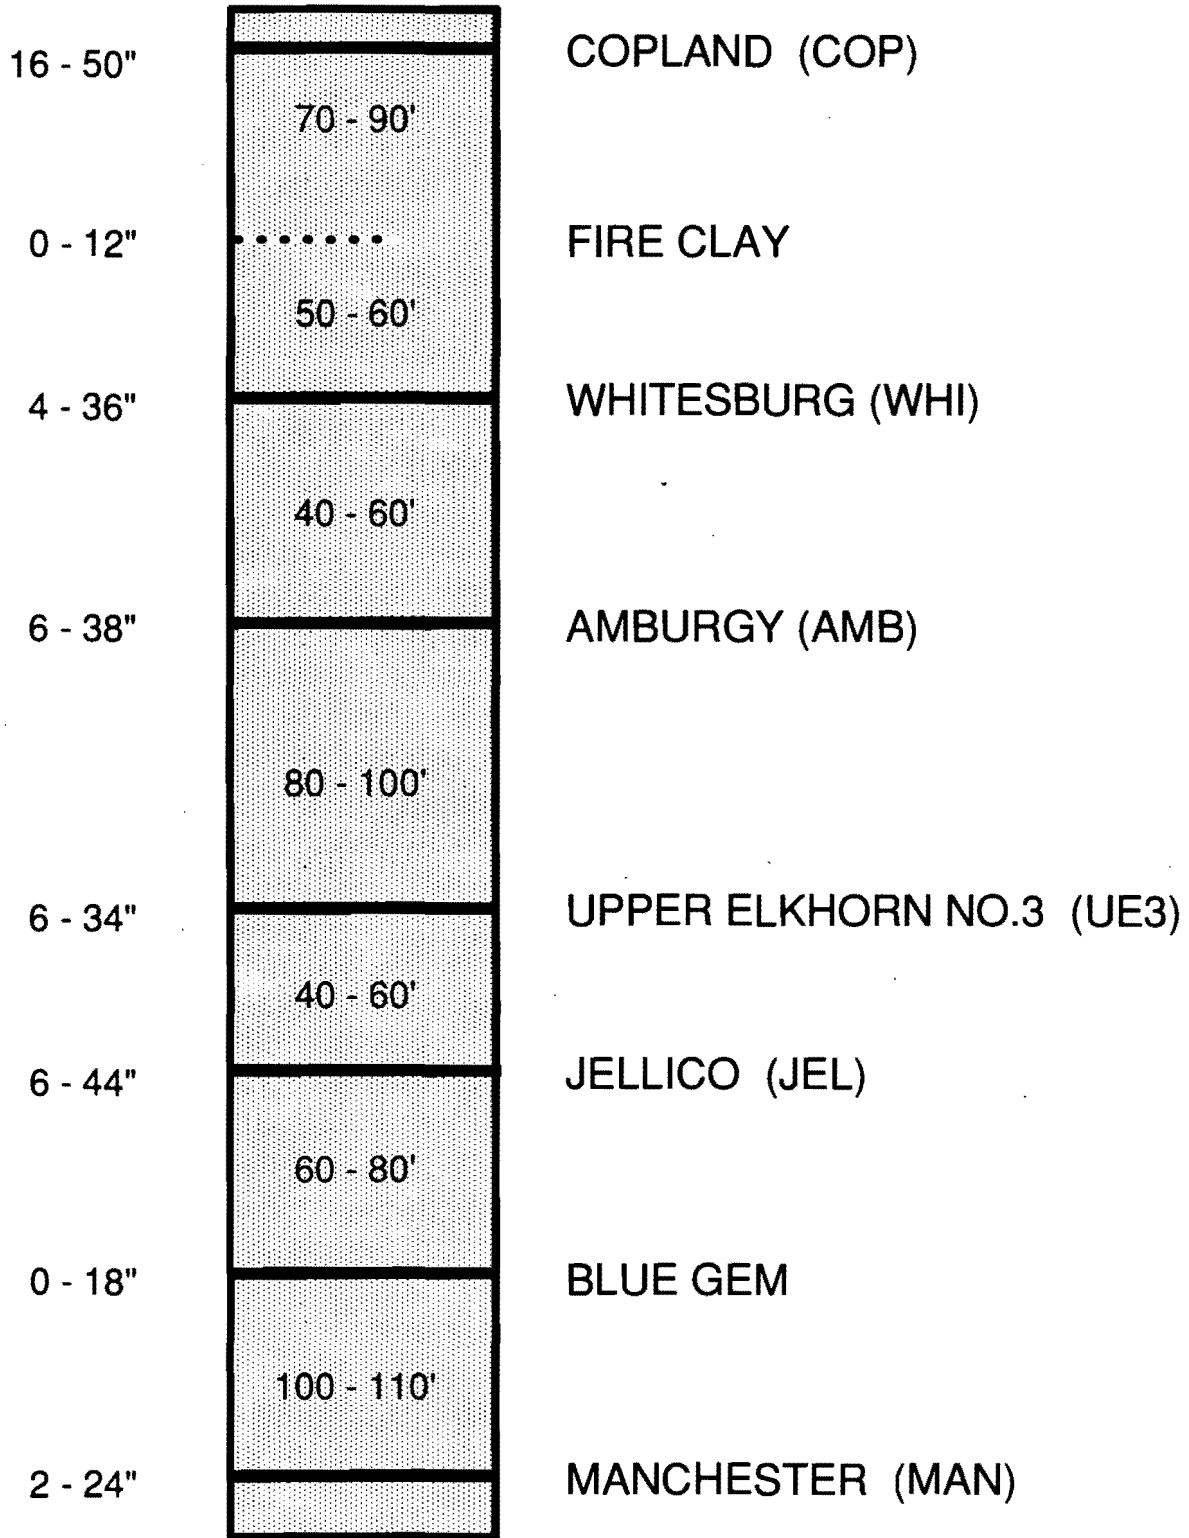 16 - 50" COPLAND (COP)
70 - 90'
0 - 12" FIRE CLAY
50 - 60'
4 - 36" WHITESBURG (WHI)
40 - 60'
6 - 38" AMBURGY (AMB)
80 - 100'
6 - 34" UPPER ELKHORN NO.3 (UE3)
40 - 60'
6 - 44" JELLICO (JEL)
60 - 80'
0 - 18" BLUE GEM
100 - 110'
2 - 24" MANCHESTER (MAN)